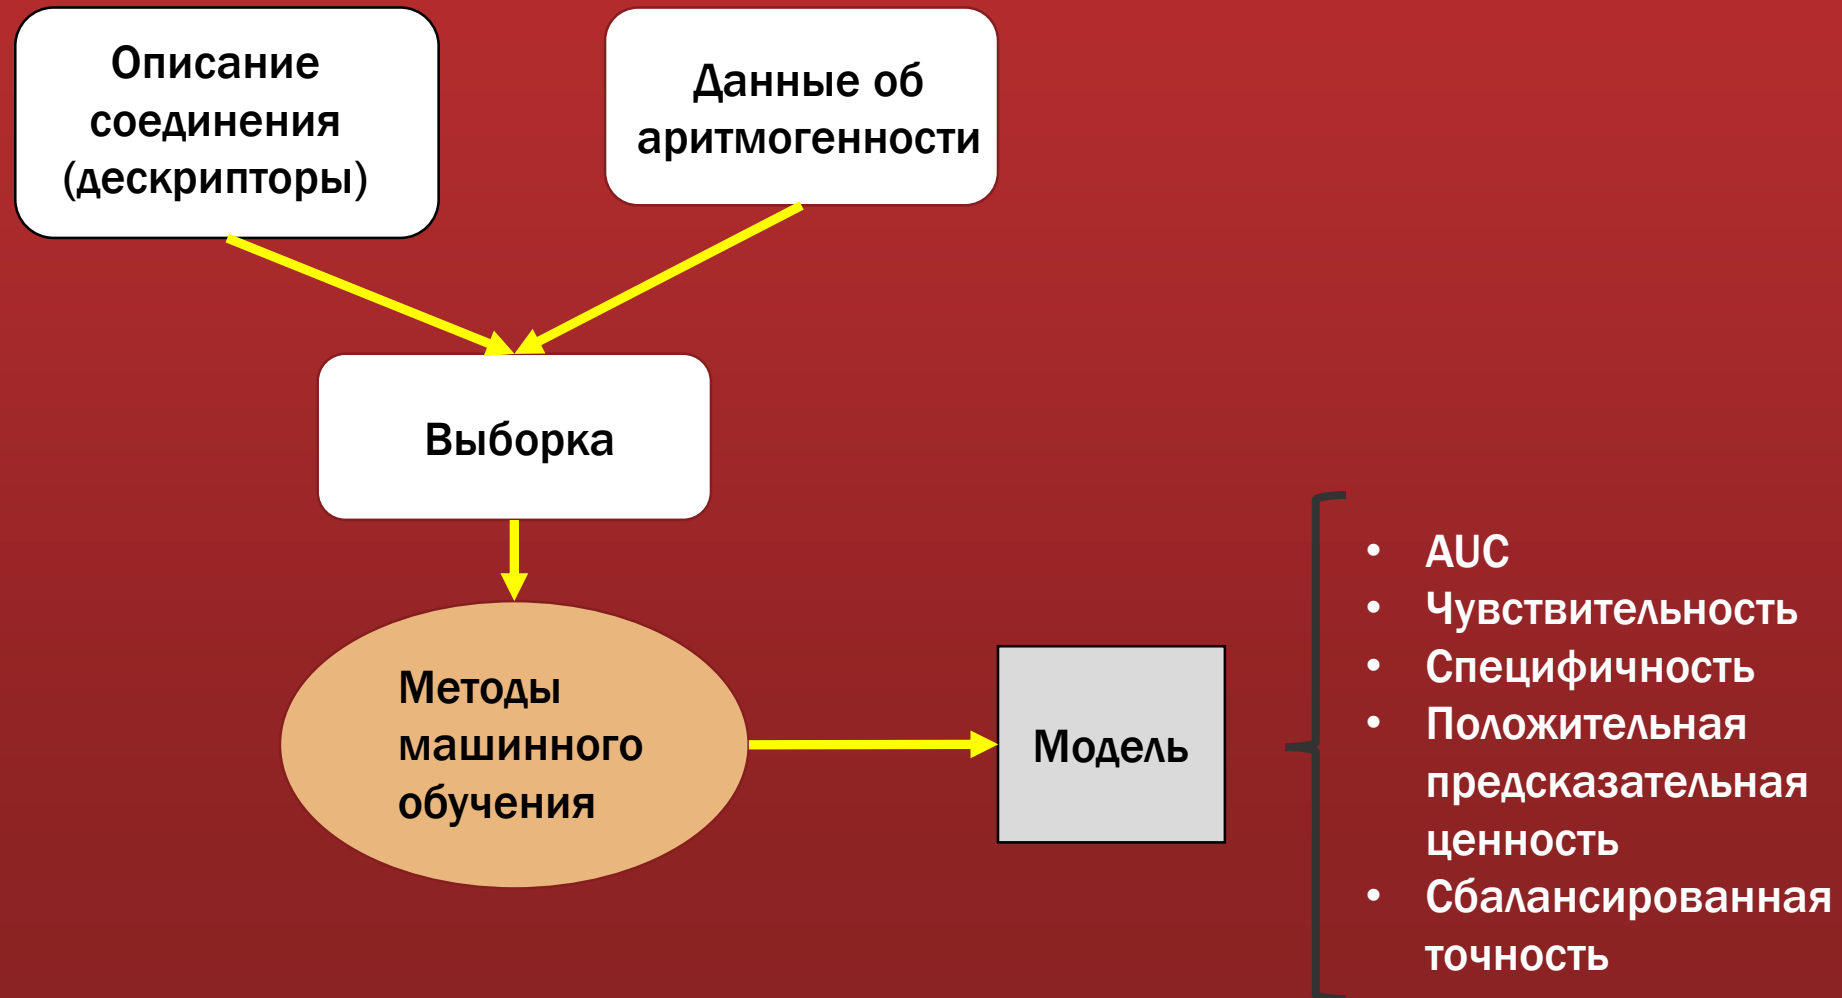 Описание
соединения
(дескрипторы)
Данные об
аритмогенности
Выборка
Методы
машинного
обучения
Модель
• AUC
• Чувствительность
• Специфичность
• Положительная
предсказательная
ценность
• Сбалансированная
точность